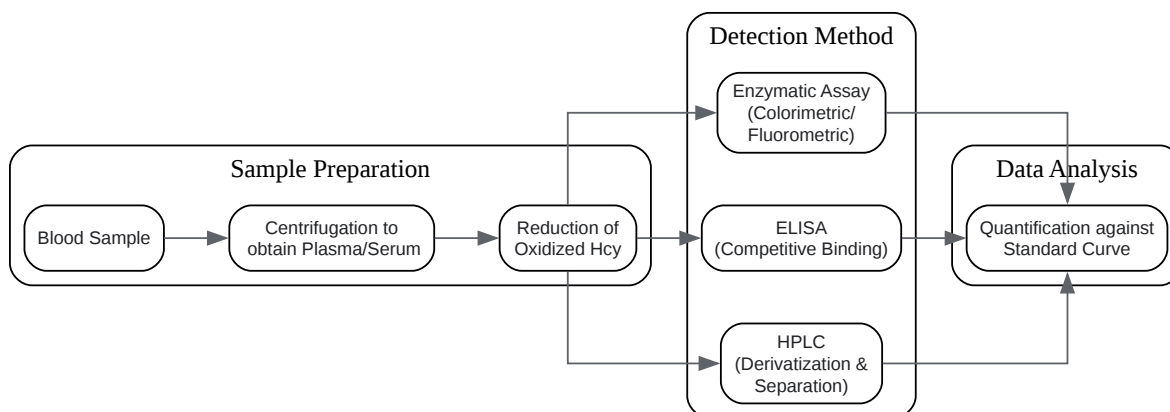 Detection Method
Enzymatic Assay
(Colorimetric/
Fluorometric)
Sample Preparation
Data Analysis
Blood Sample
Centrifugation to
obtain Plasma/Serum
Reduction of
Oxidized Hcy
ELISA
(Competitive Binding)
Quantification against
Standard Curve
HPLC
(Derivatization &
Separation)